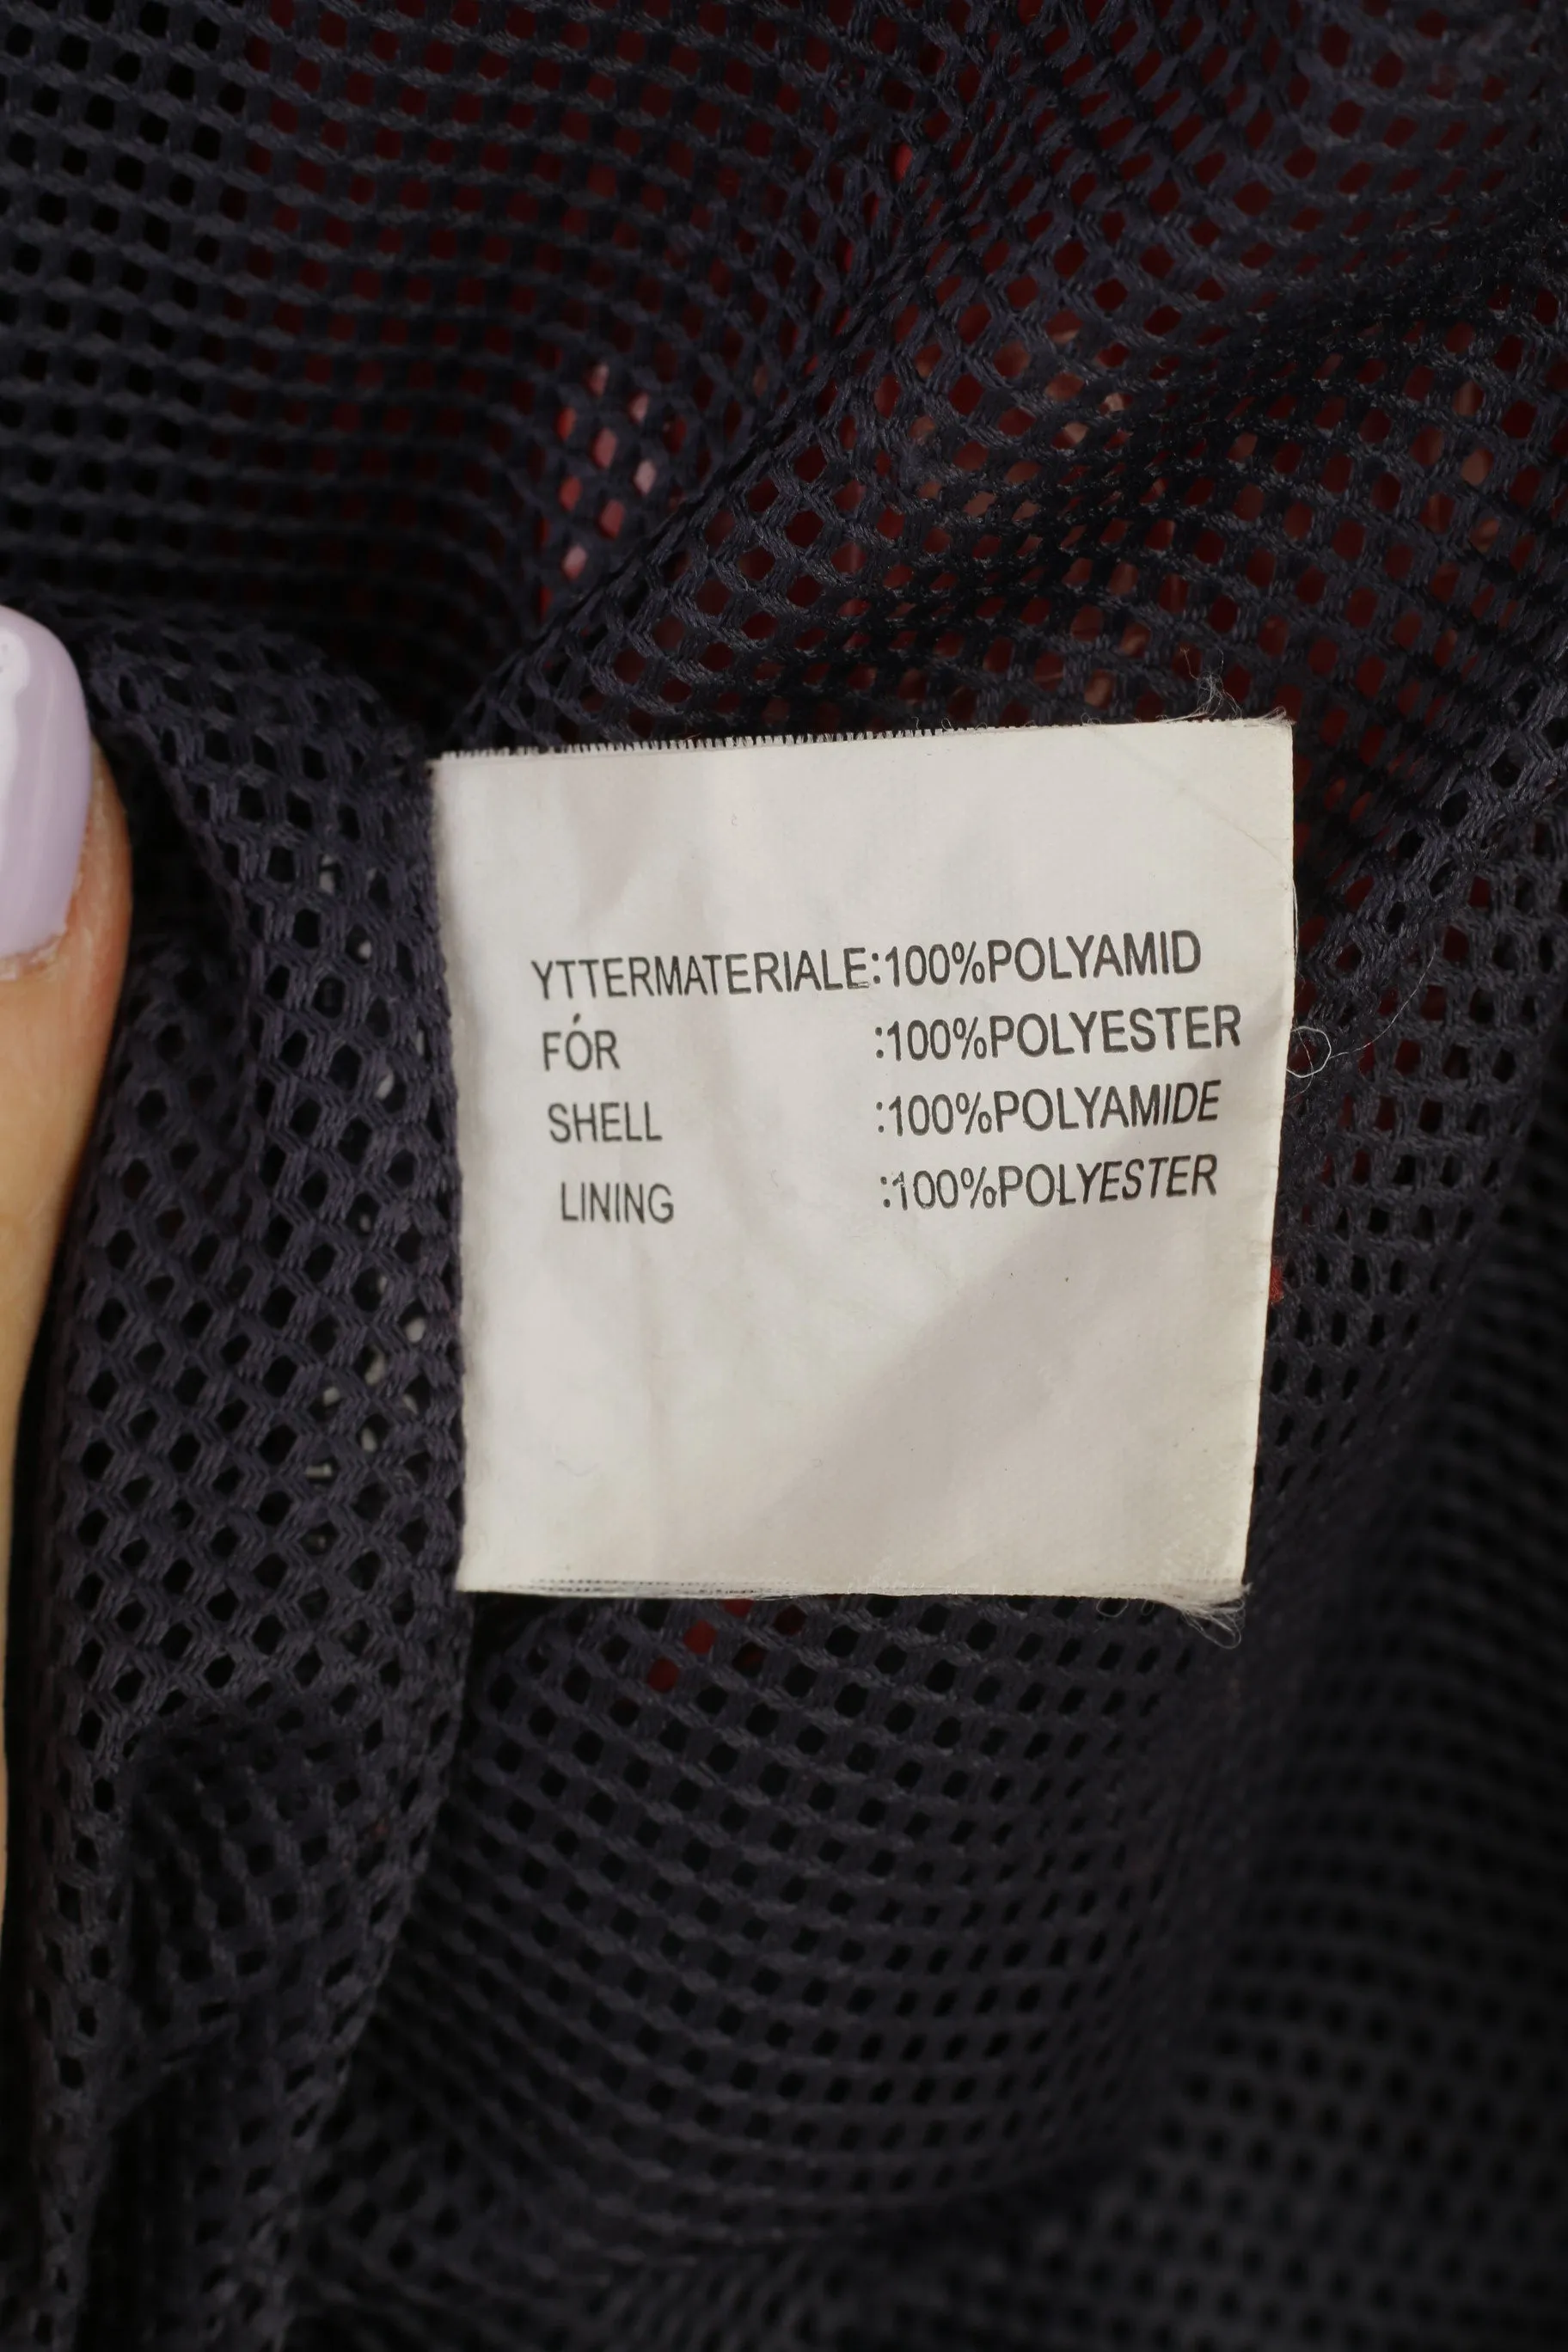 YTTERMATERIALE:100%POLYAMID
FÓR :100%POLYESTER
SHELL :100%POLYAMIDE
LINING :100%POLYESTER